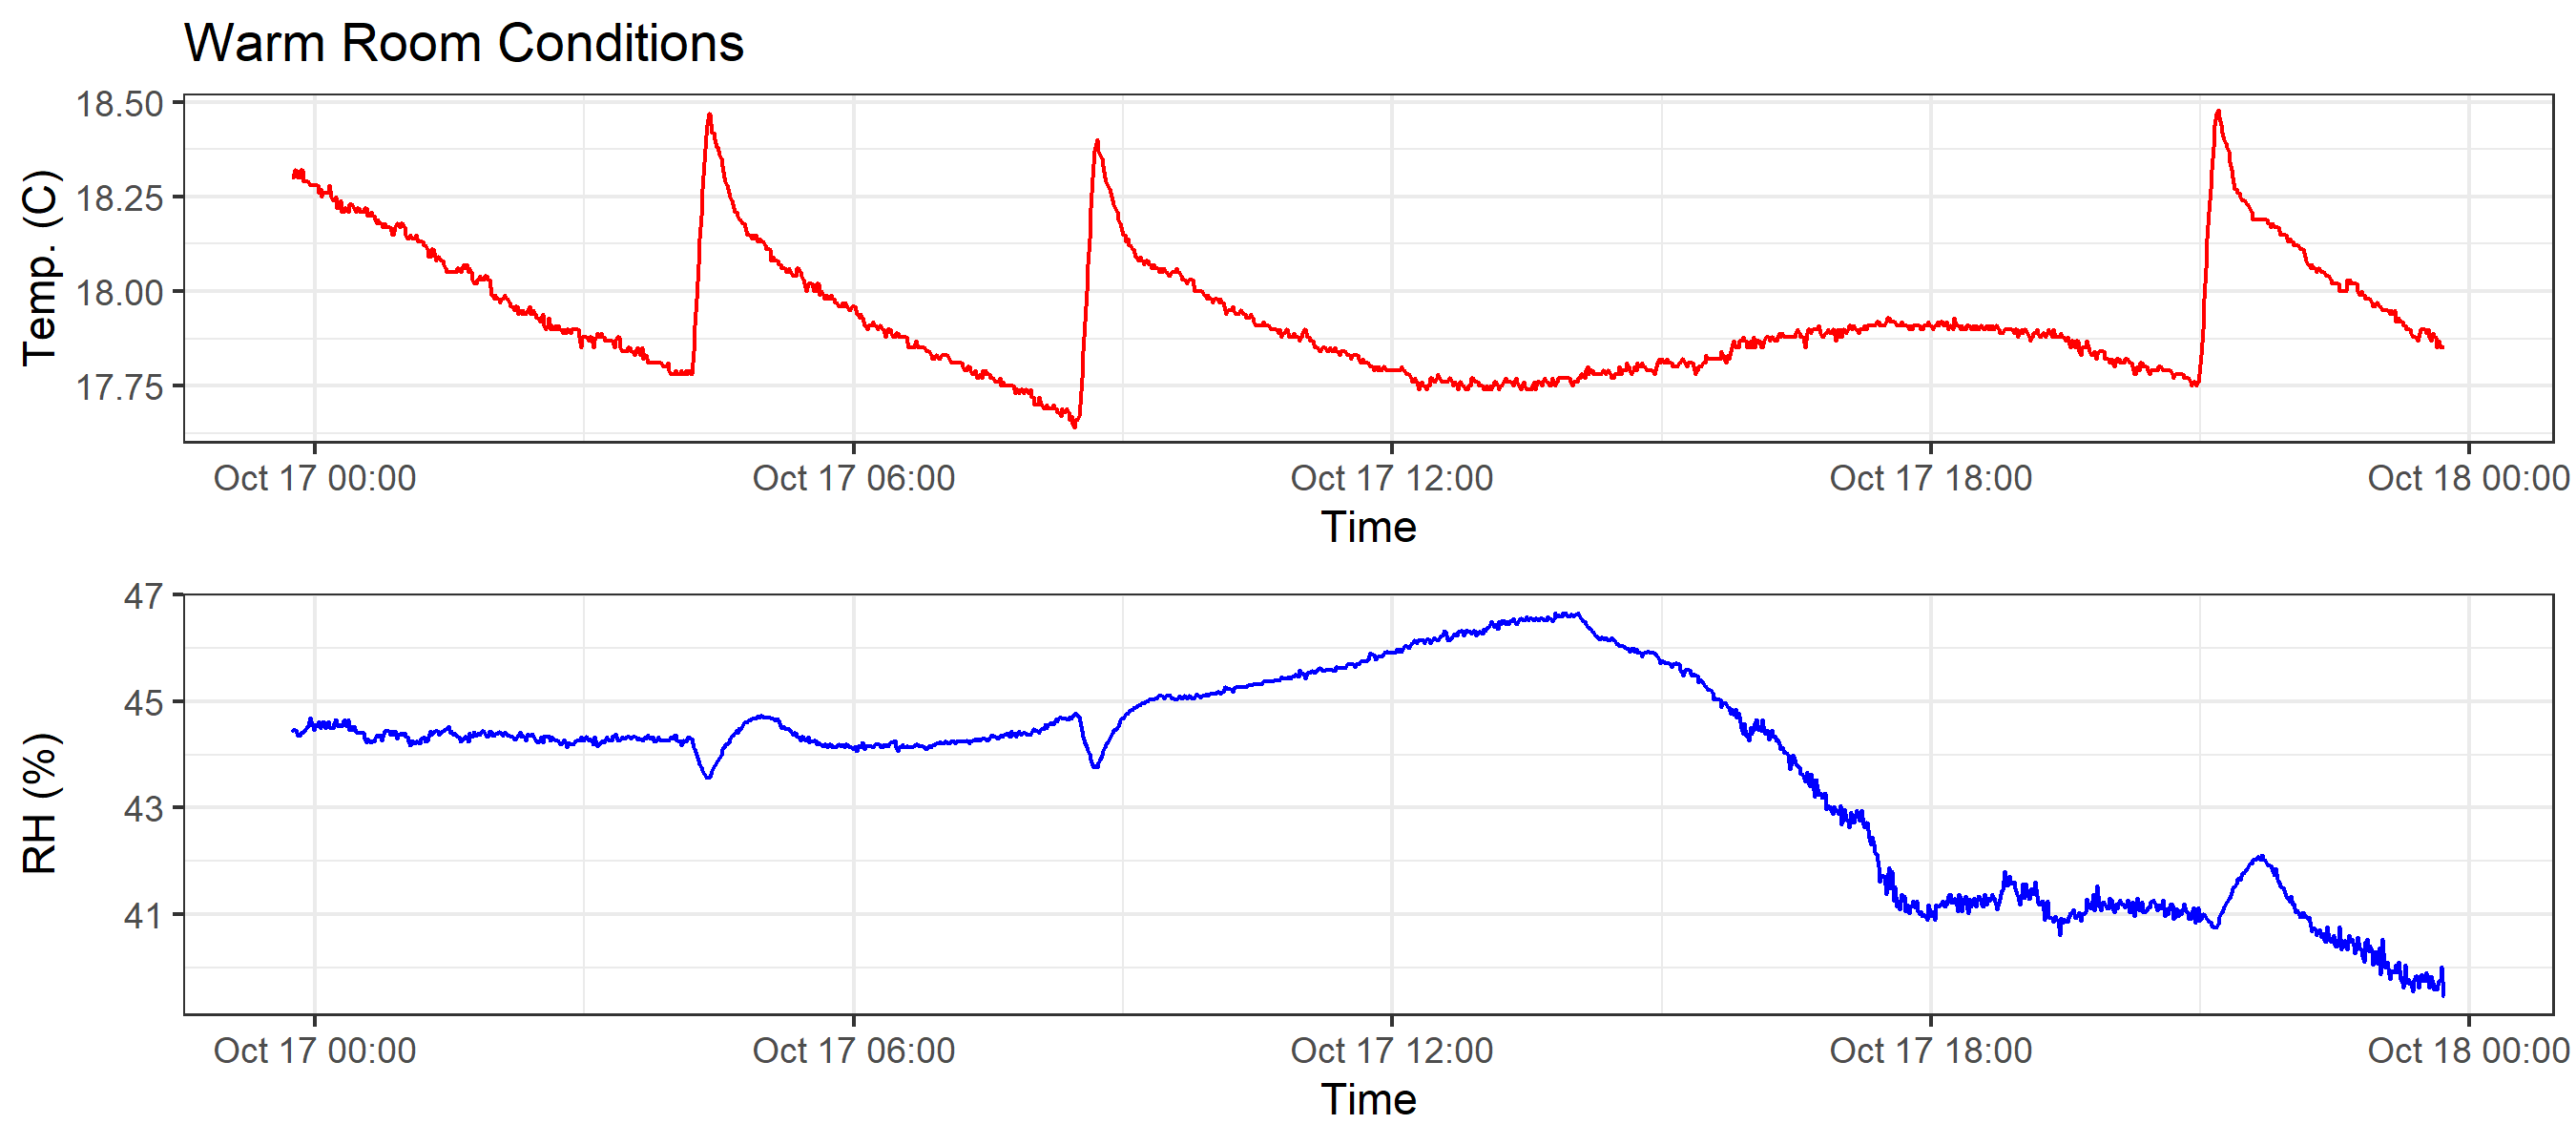 Warm Room Conditions
Temp. (C)
18.50
18.25
18.00
17.75
Oct 17 00:00 Oct 17 06:00 Oct 17 12:00 Oct 17 18:00 Oct 18 00:00
Time
RH (%)
47
45
43
41
Oct 17 00:00 Oct 17 06:00 Oct 17 12:00 Oct 17 18:00 Oct 18 00:00
Time